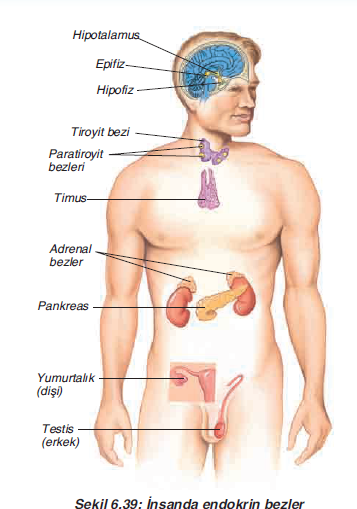 Hipotalamus
Epifiz
Hipofiz
Tiroyit bezi
Paratiroyit
bezleri
Timus
Adrenal
bezler
Pankreas
Yumurtalık
(dişi)
Testis
(erkek)
Sekil 6.39: İnsanda endokrin bezler